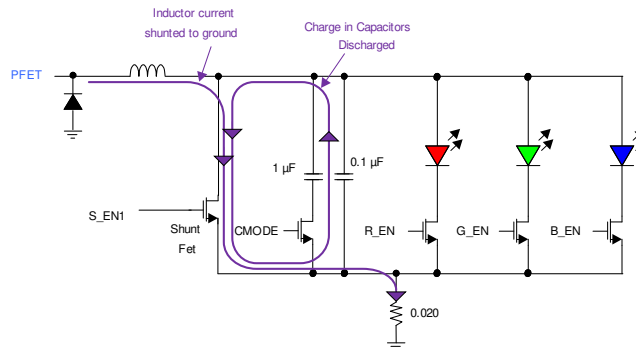 Inductor current
shunted to ground
Charge in Capacitors
Discharged
PFET
1 µF
0.1 µF
S_EN1
Shunt
Fet
CMODE
R_EN
G_EN
B_EN
0.020